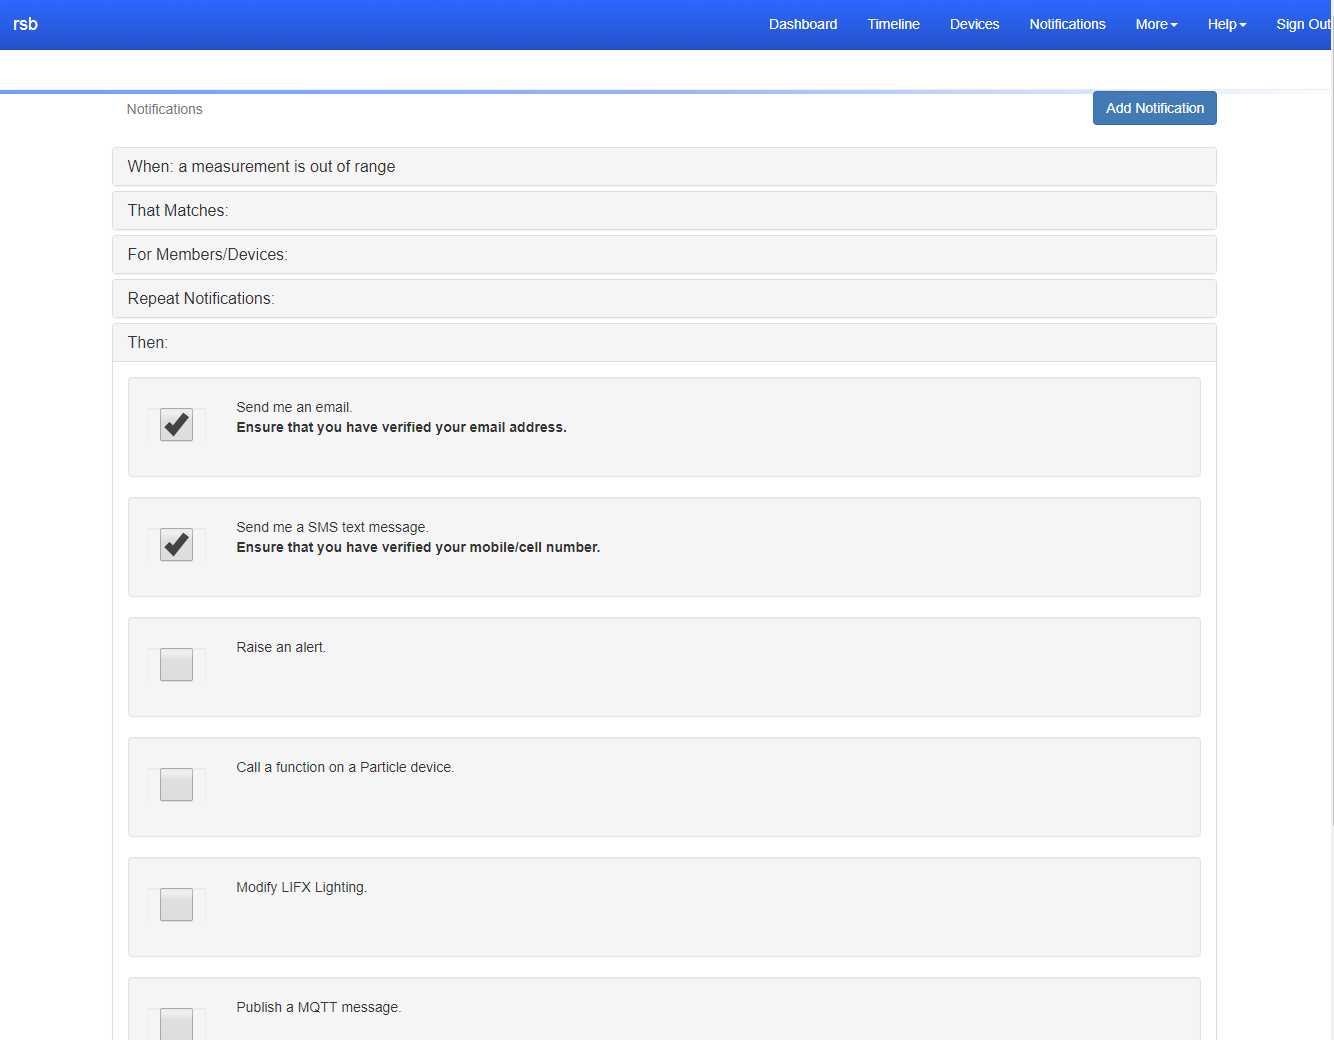 rsb
Dashboard Timeline Devices Notifications More Help Sign Out
Notifications
Add Notification
When: a measurement is out of range
That Matches:
For Members/Devices:
Repeat Notifications:
Then:
Send me an email.
Ensure that you have verified your email address.
Send me a SMS text message.
Ensure that you have verified your mobile/cell number.
Raise an alert.
Call a function on a Particle device.
Modify LIFX Lighting.
Publish a MQTT message.